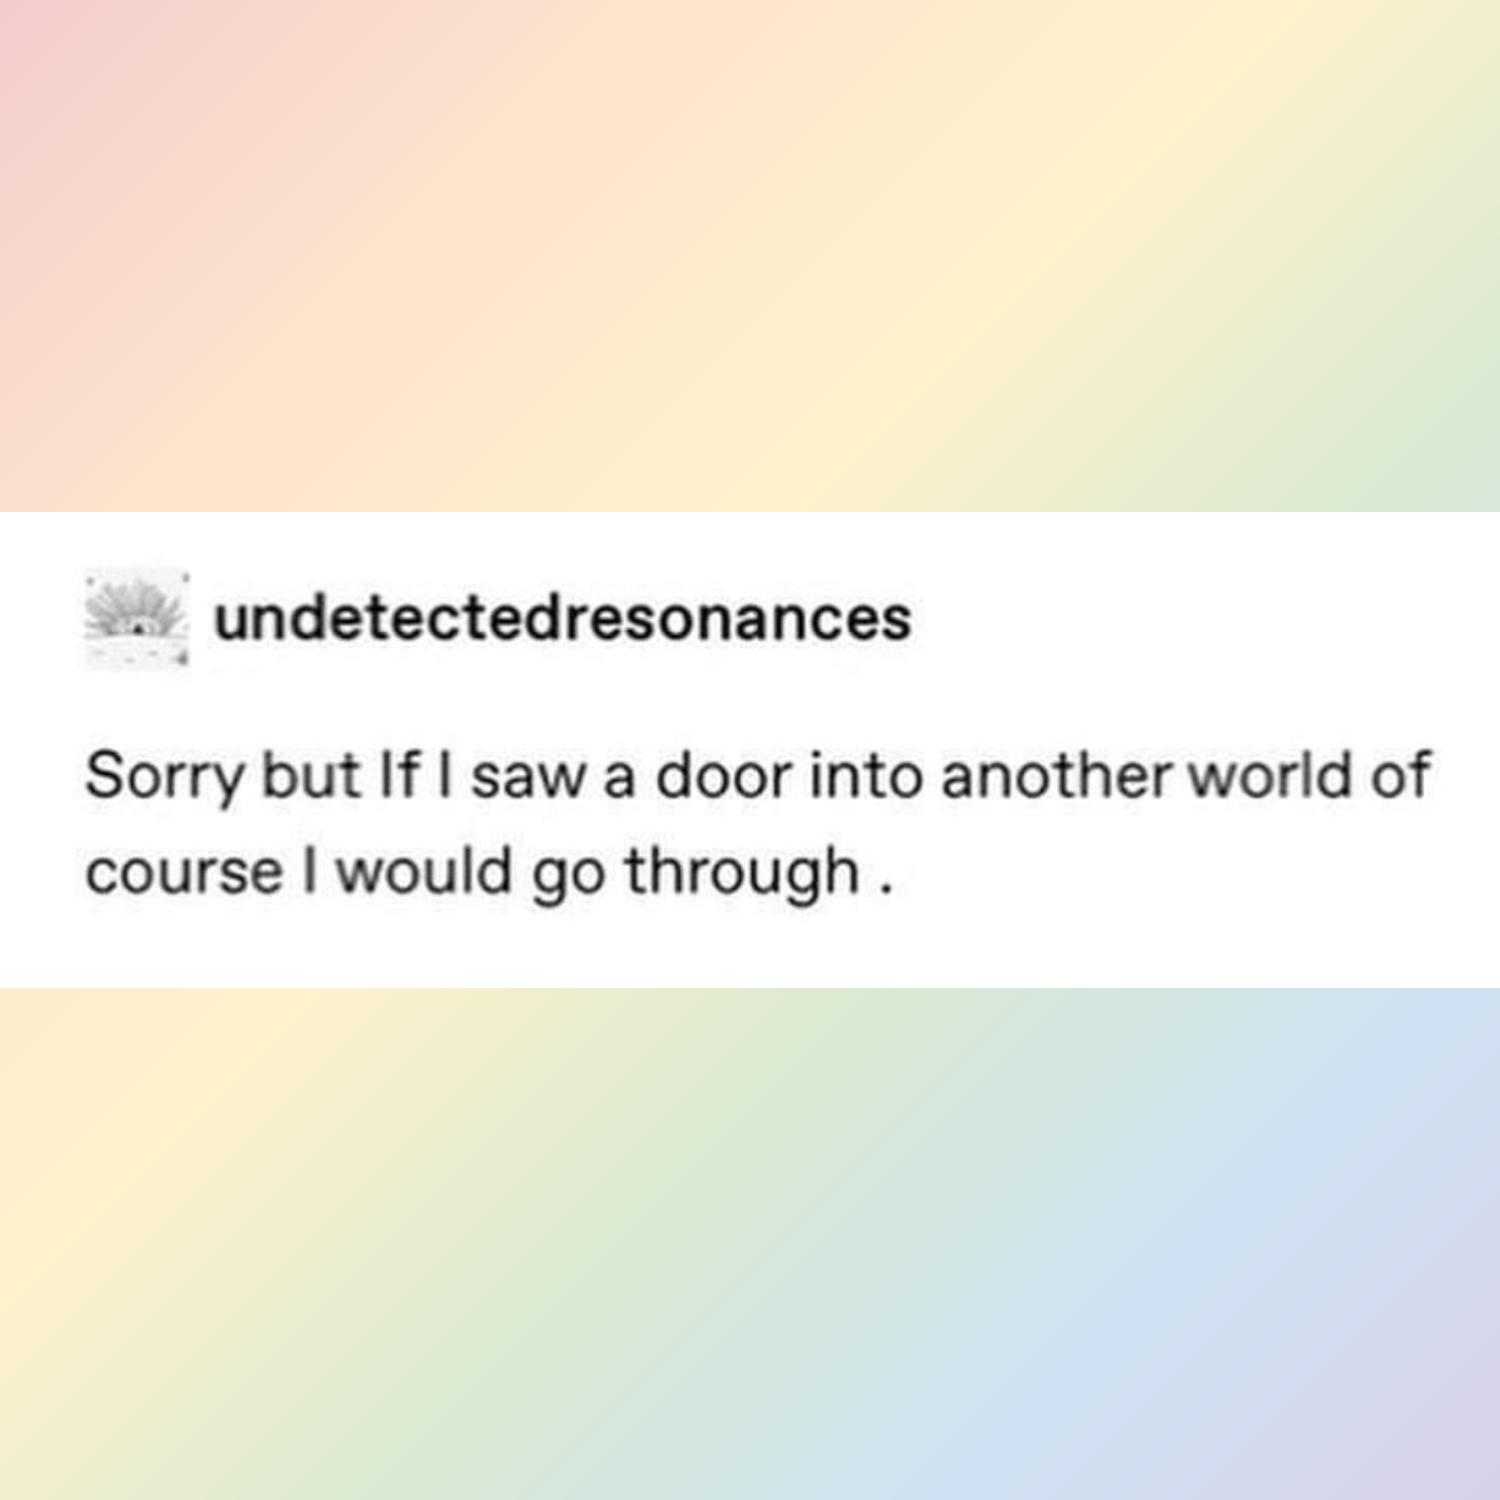 undetectedresonances
Sorry but If I saw a door into another world of
course I would go through .